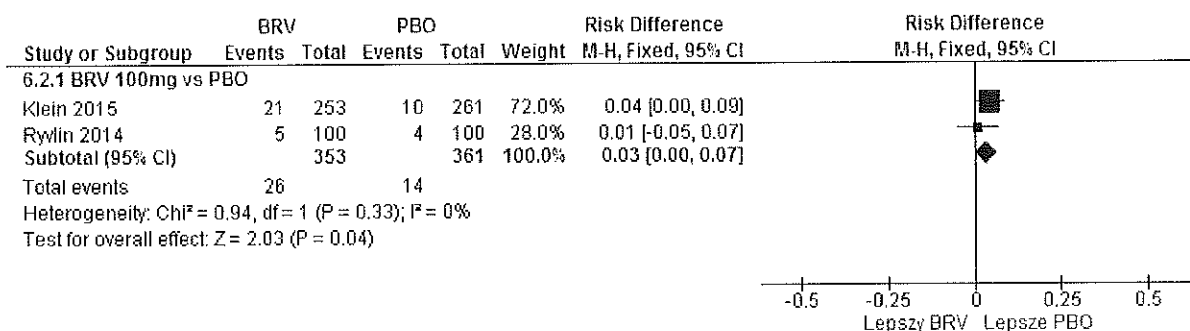 BRV PBO Risk Difference Risk Difference
Study or Subgroup Events Total Events Total Weight M-H, Fixed, 95% CI M-H, Fixed, 95% CI
6.2.1 BRV 100mg vs PBO
Klein 2015 21 253 10 261 72.0% 0.04 [0.00, 0.09]
Ryvlin 2014 5 100 4 100 28.0% 0.01 [-0.05, 0.07]
Subtotal (95% CI) 353 361 100.0% 0.03 [0.00, 0.07]
Total events 26 14
Heterogeneity: Chi² = 0.94, df = 1 (P = 0.33); I² = 0%
Test for overall effect: Z = 2.03 (P = 0.04)
-0.5 -0.25 0 0.25 0.5
Lepszy BRV Lepsze PBO